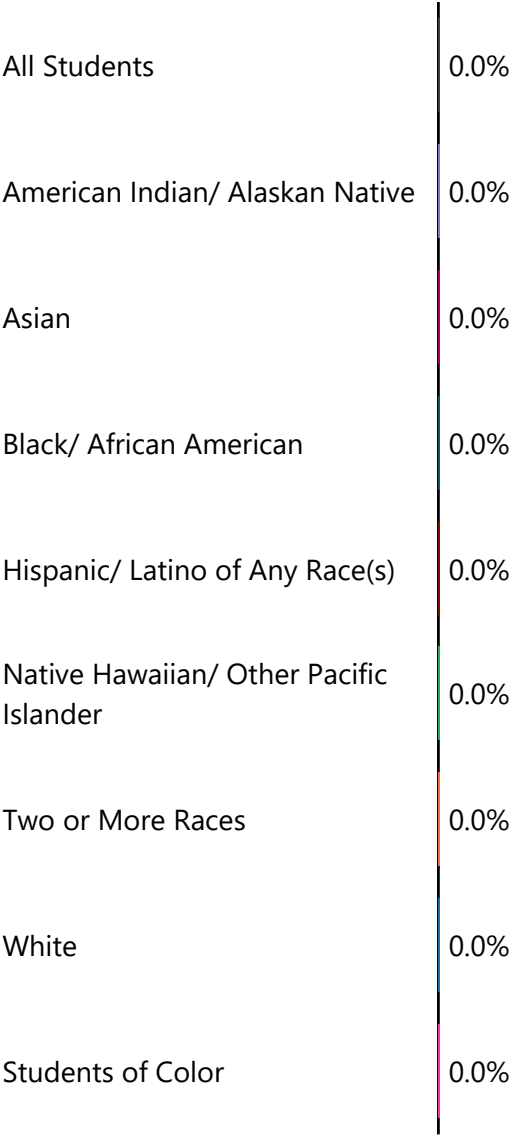 All Students 0.0%
American Indian/ Alaskan Native 0.0%
Asian 0.0%
Black/ African American 0.0%
Hispanic/ Latino of Any Race(s) 0.0%
Native Hawaiian/ Other Pacific
Islander 0.0%
Two or More Races 0.0%
White 0.0%
Students of Color 0.0%